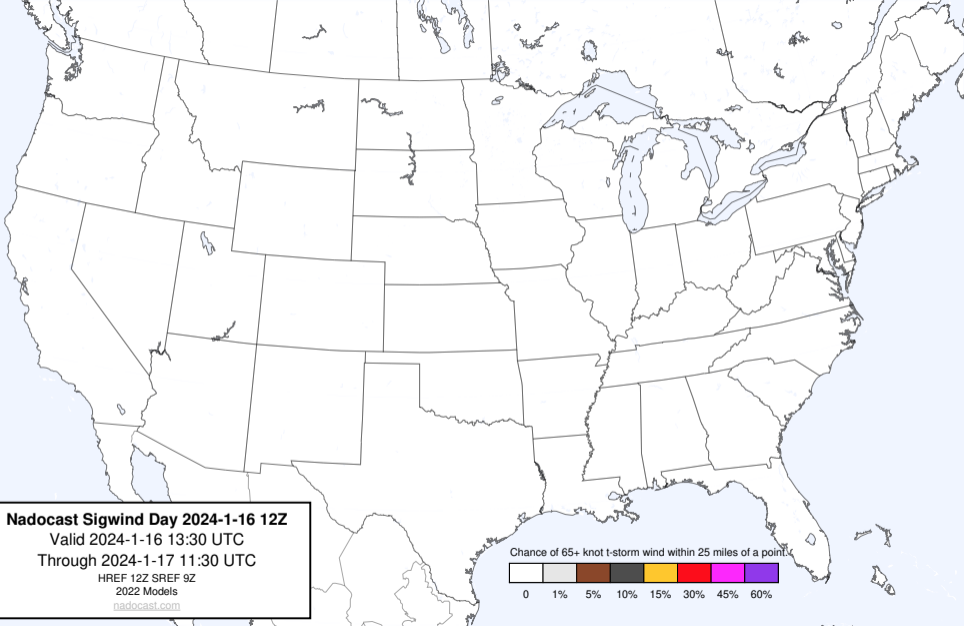 Nadocast Sigwind Day 2024-1-16 12Z
Valid 2024-1-16 13:30 UTC
Through 2024-1-17 11:30 UTC
HREF 12Z SREF 9Z
2022 Models
nadocast.com
Chance of 65+ knot t-storm wind within 25 miles of a point.
0 1% 5% 10% 15% 30% 45% 60%